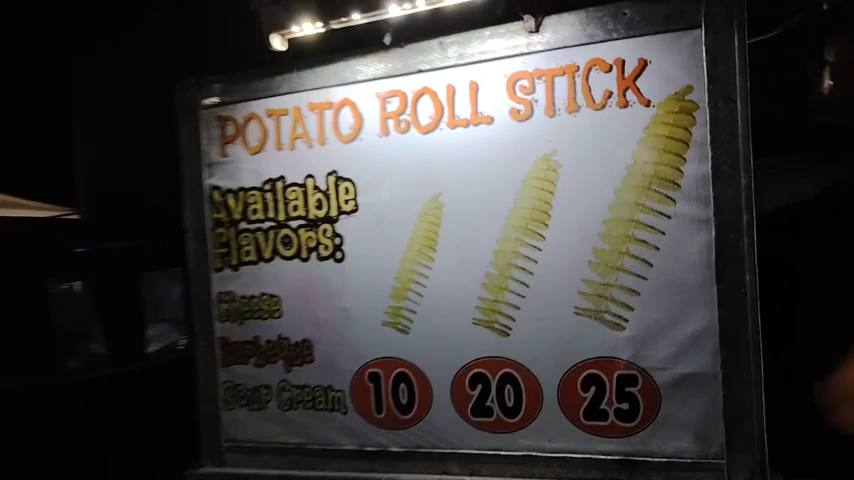 POTATO ROLL STICK
Available
flavors:
Cheese
Barbeque
Sour Cream
10 20 25